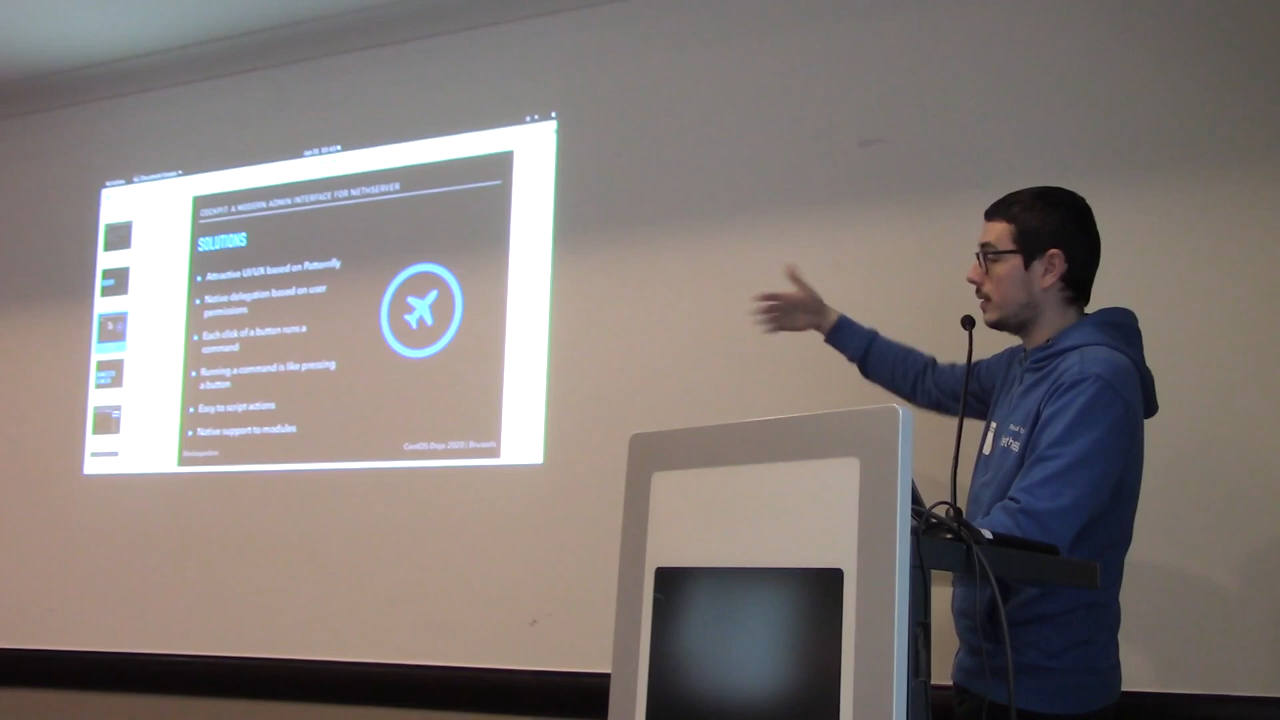 COCKPIT: A MODERN ADMIN INTERFACE FOR NETHSERVER
SOLUTIONS
Attractive UI/UX based on Patternfly
Native delegation based on user
permissions
Each click of a button runs a
command
Running a command is like pressing
a button
Easy to script actions
Native support to modules
CentOS Dojo 2020 | Brussels